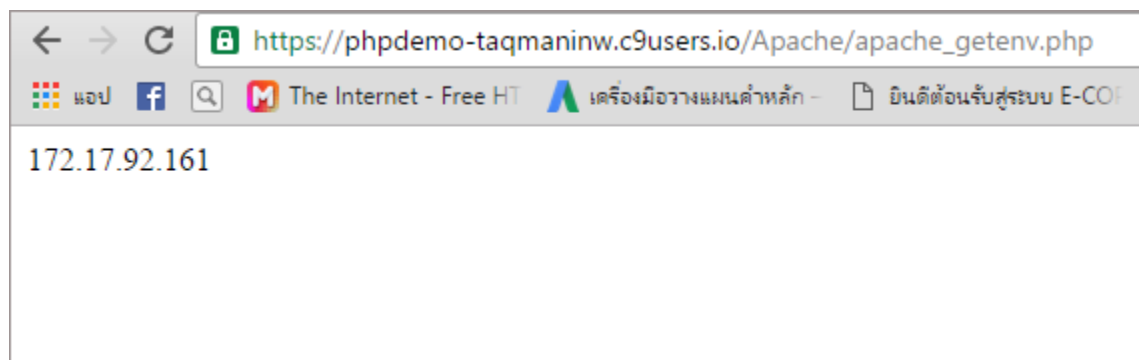 https://phpdemo-taqmaninw.c9users.io/Apache/apache_getenv.php
แอป The Internet - Free HT เครื่องมือวางแผนคำหลัก - ยินดีต้อนรับสู่ระบบ E-COR
172.17.92.161